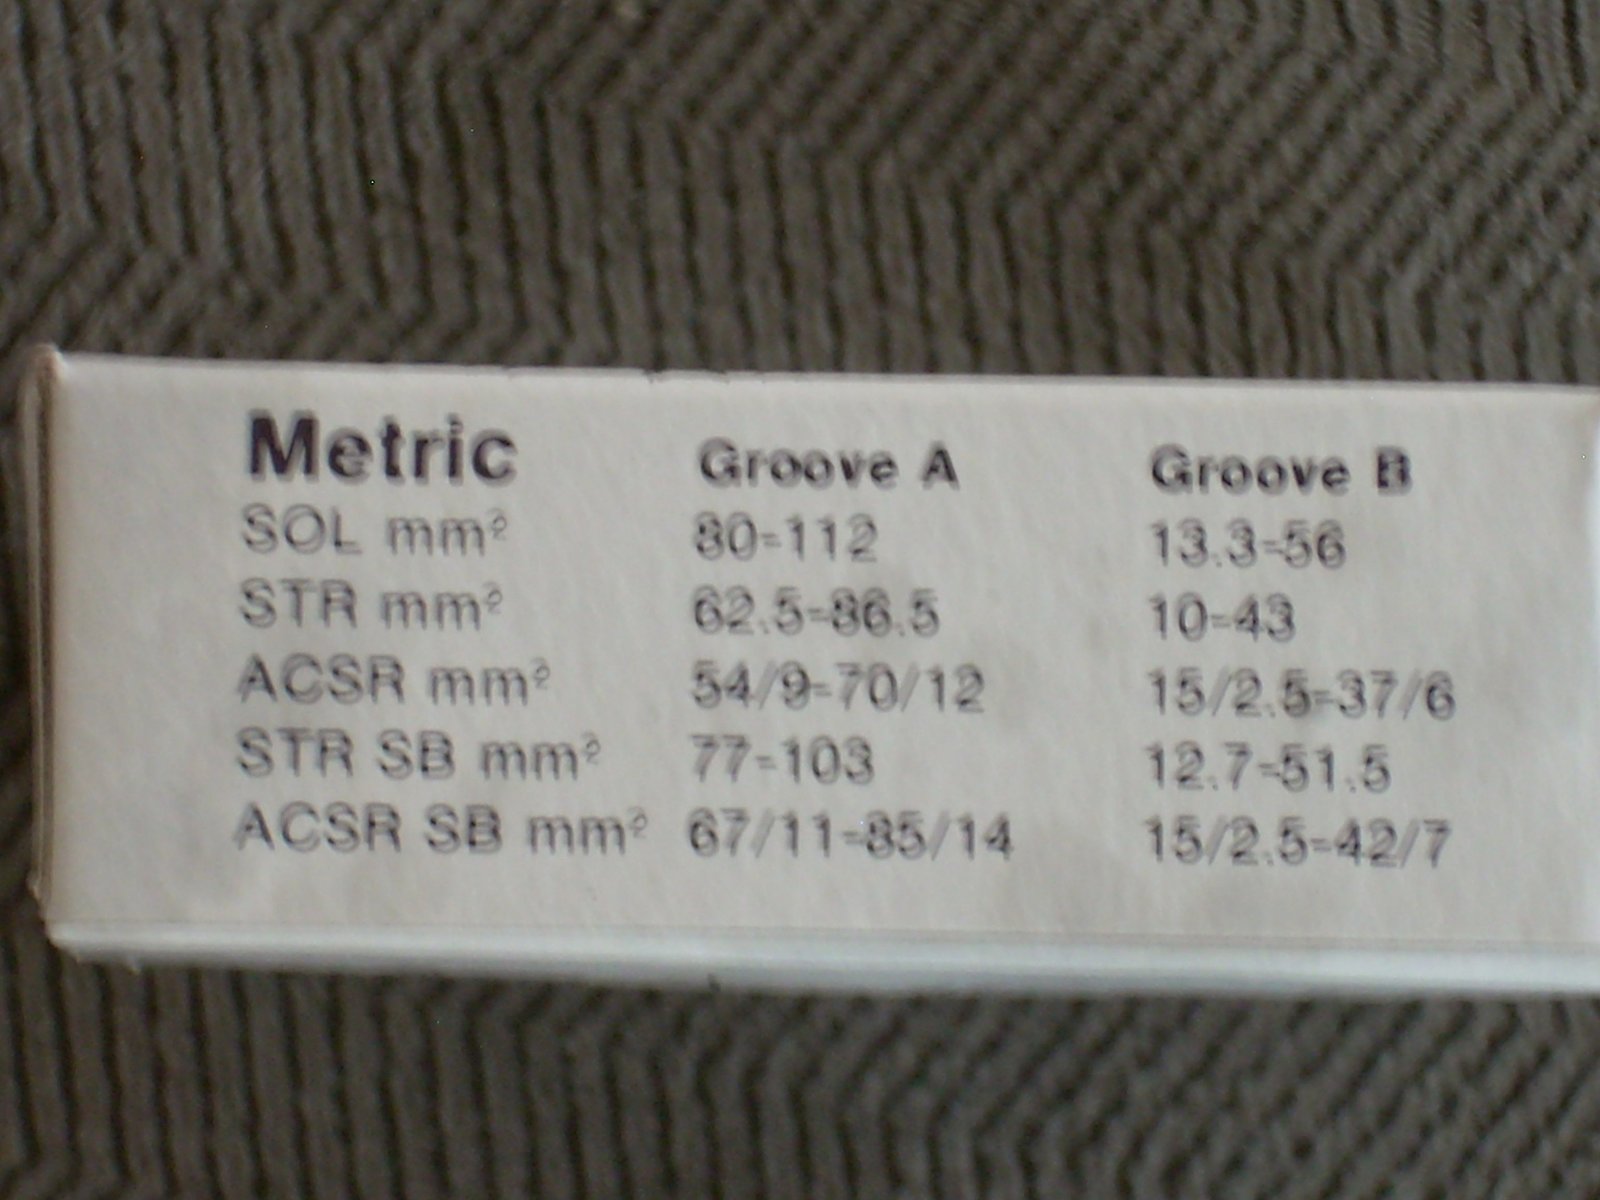 Metric Groove A Groove B
SOL mm² 80-112 13.3-56
STR mm² 62.5-86.5 10-43
ACSR mm² 54/9-70/12 15/2.5-37/6
STR SB mm² 77-103 12.7-51.5
ACSR SB mm² 67/11-85/14 15/2.5-42/7